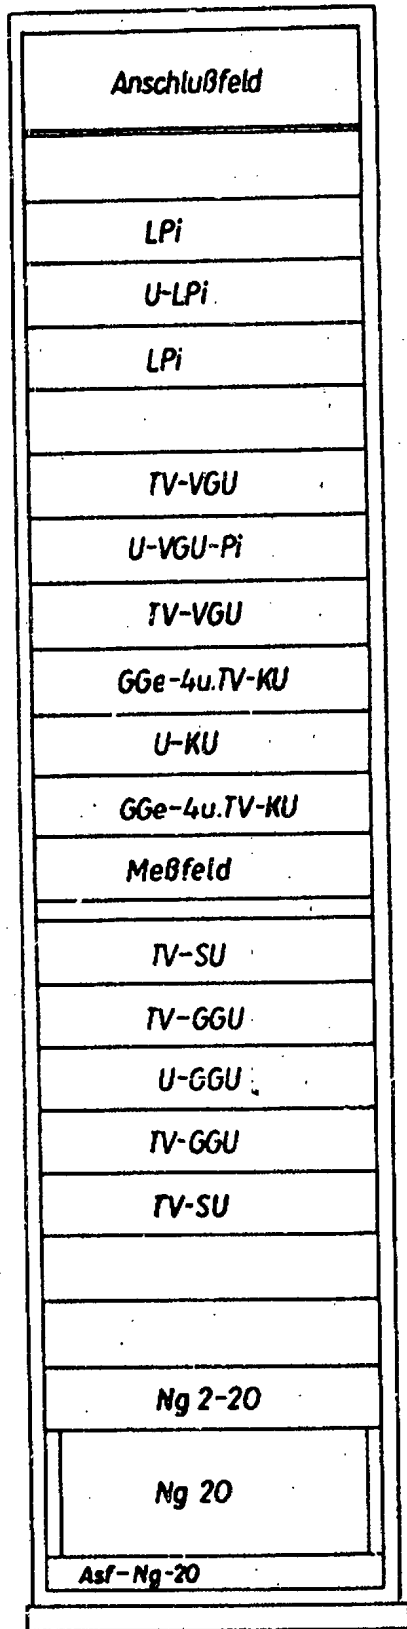 Anschlußfeld
LPi
U-LPi
LPi
TV-VGU
U-VGU-Pi
TV-VGU
GGe-4u.TV-KU
U-KU
GGe-4u.TV-KU
Meßfeld
TV-SU
TV-GGU
U-GGU
TV-GGU
TV-SU
Ng 2-20
Ng 20
Asf-Ng-20